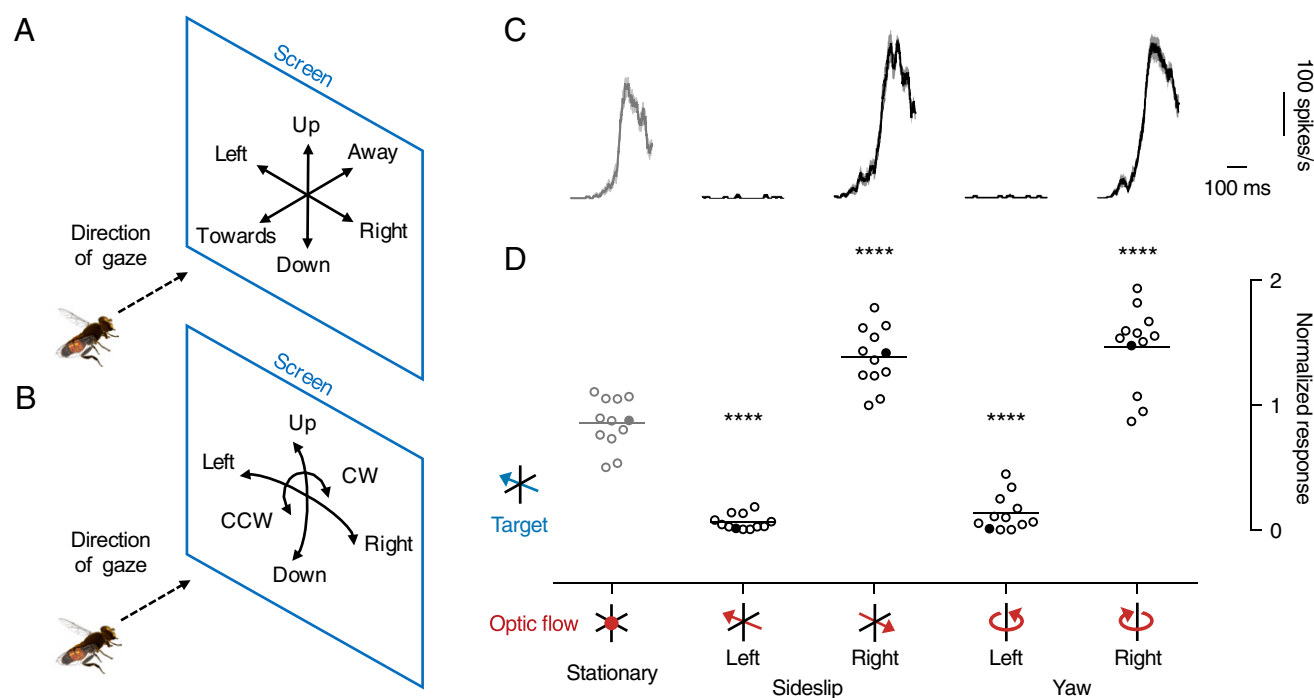 A
Screen
Up
Left
Away
Towards
Right
Down
Direction
of gaze
B
Screen
Up
Left
CW
CCW
Right
Down
Direction
of gaze
C
100 spikes/s
100 ms
D
**** ****
**** ****
2
1
0
Normalized response
Target
Optic flow
Stationary
Left
Right
Left
Right
Sideslip
Yaw